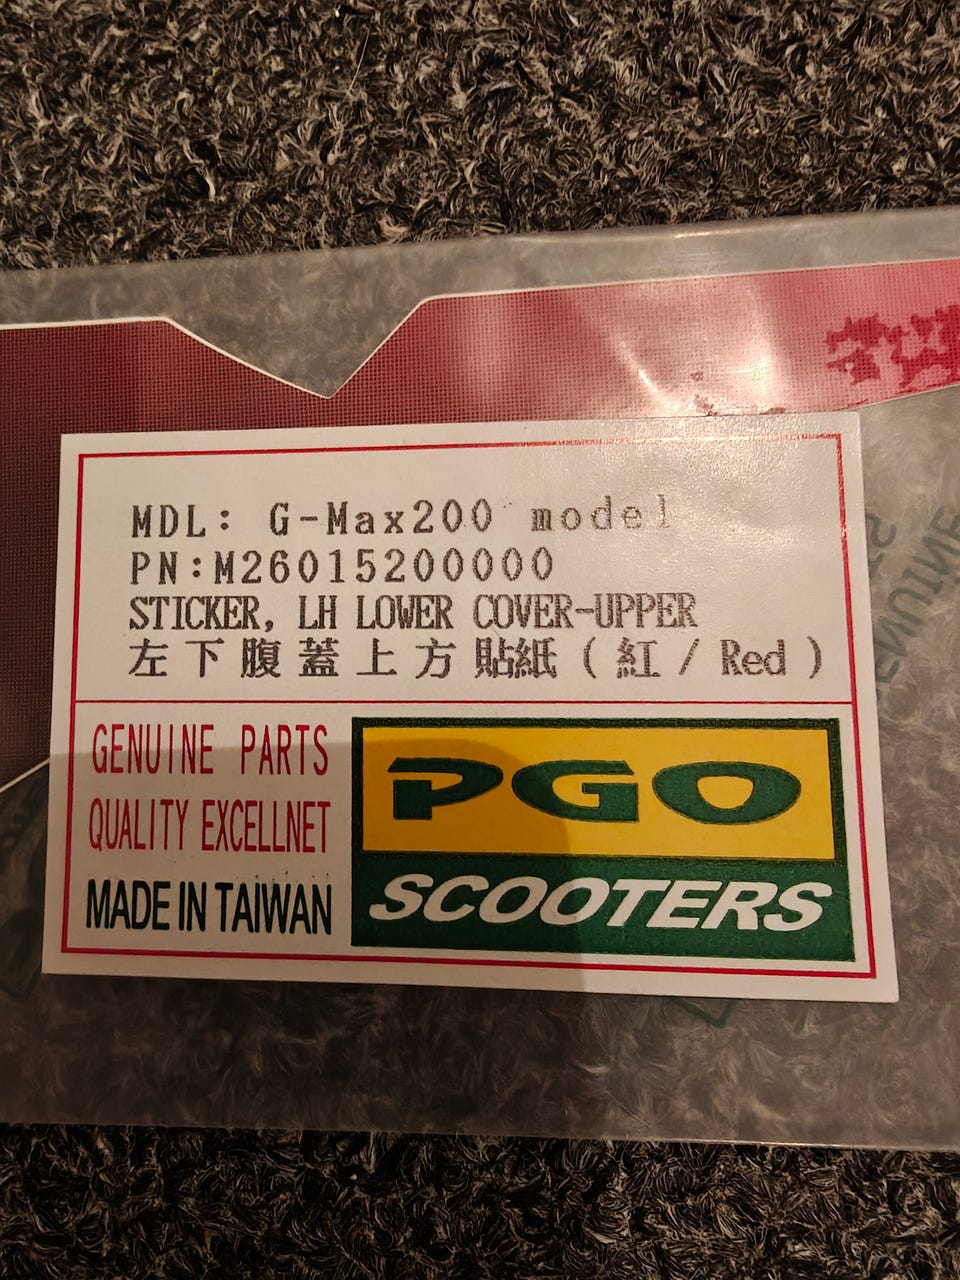 MDL: G-Max200 model
PN:M26015200000
STICKER, LH LOWER COVER-UPPER
左下腹蓋上方貼紙(紅/Red)
GENUINE PARTS
QUALITY EXCELLNET
MADE IN TAIWAN
PGO
SCOOTERS